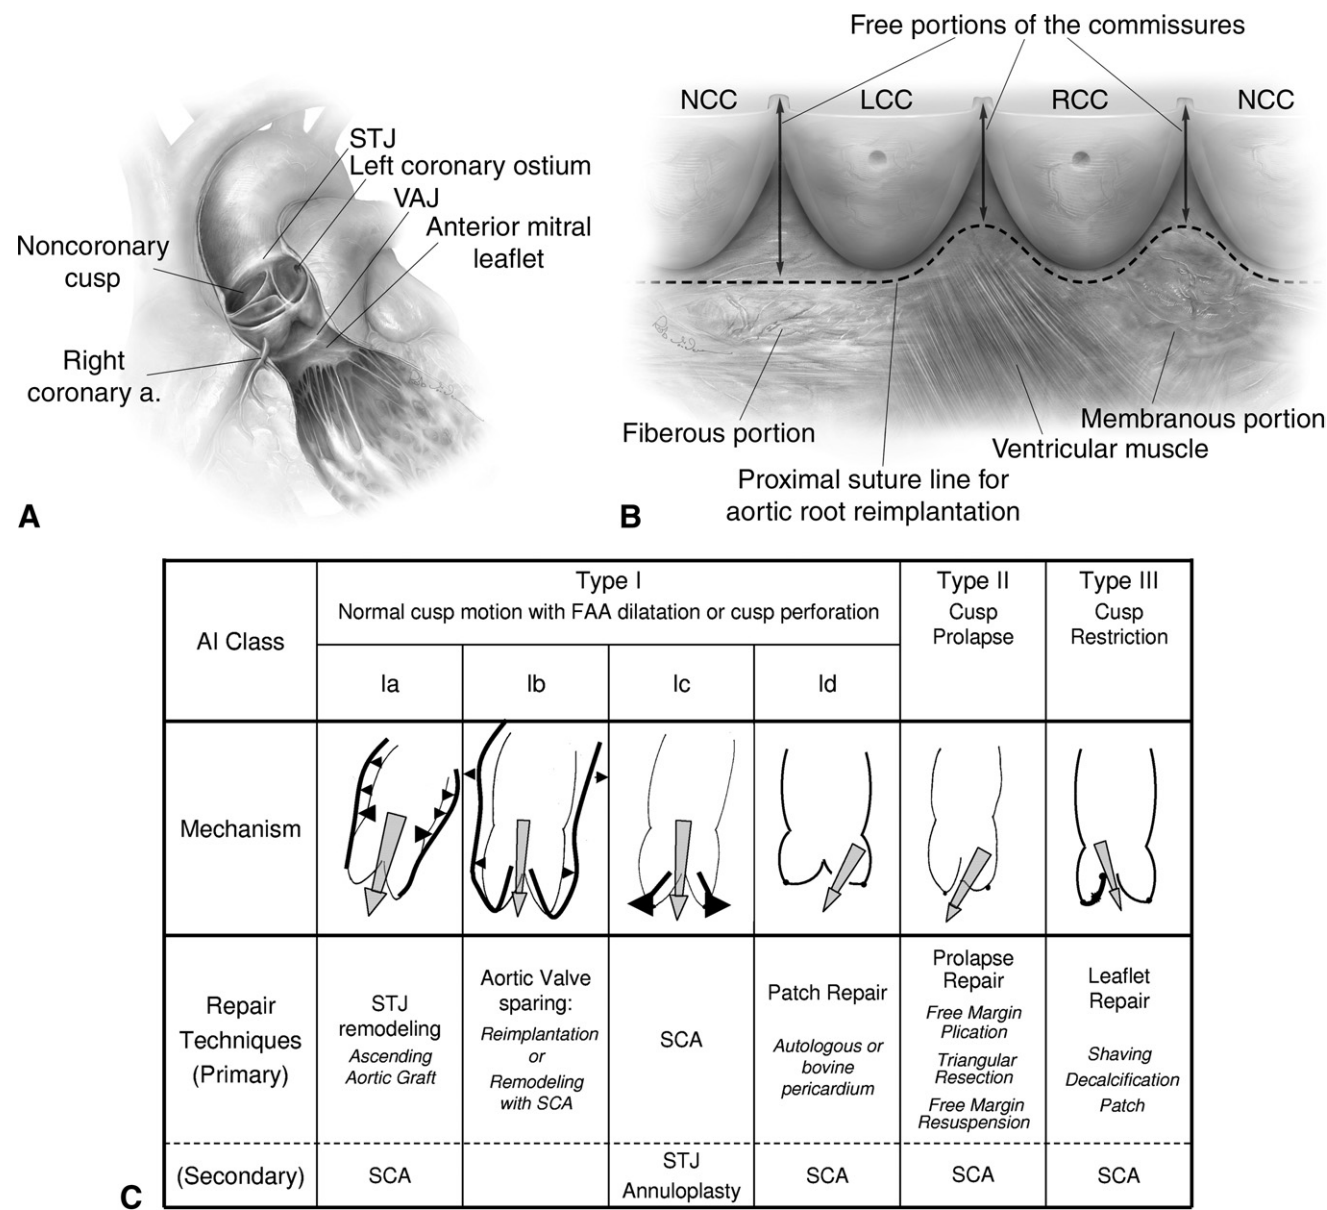 STJ
Left coronary ostium
VAJ
Anterior mitral
leaflet
Noncoronary
cusp
Right
coronary a.
A
Free portions of the commissures
NCC
LCC
RCC
NCC
Fiberous portion
Membranous portion
Ventricular muscle
Proximal suture line for
aortic root reimplantation
B
AI Class
Type I
Normal cusp motion with FAA dilatation or cusp perforation
Type II
Cusp
Prolapse
Type III
Cusp
Restriction
Ia
Ib
Ic
Id
Mechanism
Repair
Techniques
(Primary)
STJ
remodeling
Ascending
Aortic Graft
Aortic Valve
sparing:
Reimplantation
or
Remodeling
with SCA
SCA
Patch Repair
Autologous or
bovine
pericardium
Prolapse
Repair
Free Margin
Plication
Triangular
Resection
Free Margin
Resuspension
Leaflet
Repair
Shaving
Decalcification
Patch
(Secondary)
SCA
STJ
Annuloplasty
SCA
SCA
SCA
C